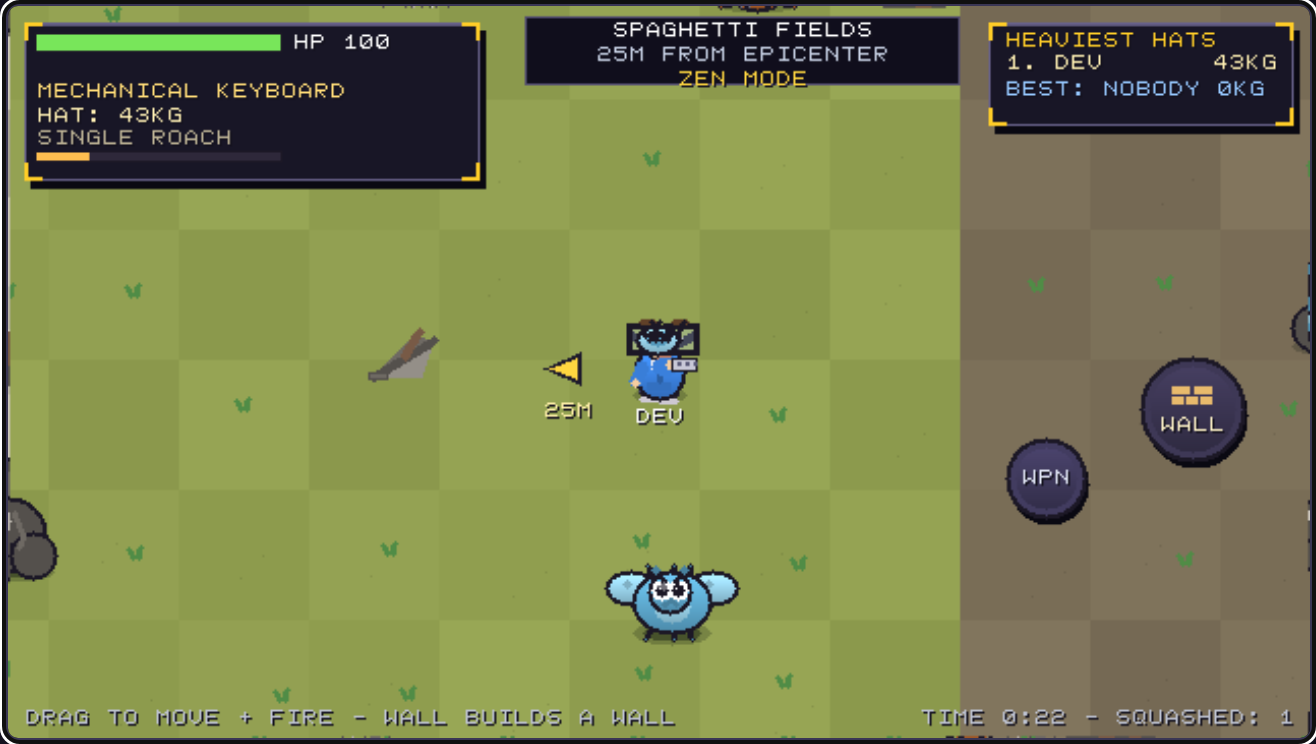 HP 100
MECHANICAL KEYBOARD
HAT: 43KG
SINGLE ROACH
SPAGHETTI FIELDS
25M FROM EPICENTER
ZEN MODE
HEAVIEST HATS
1. DEV 43KG
BEST: NOBODY 0KG
25M
DEV
WALL
WPN
DRAG TO MOVE + FIRE - WALL BUILDS A WALL
TIME 0:22 - SQUASHED: 1